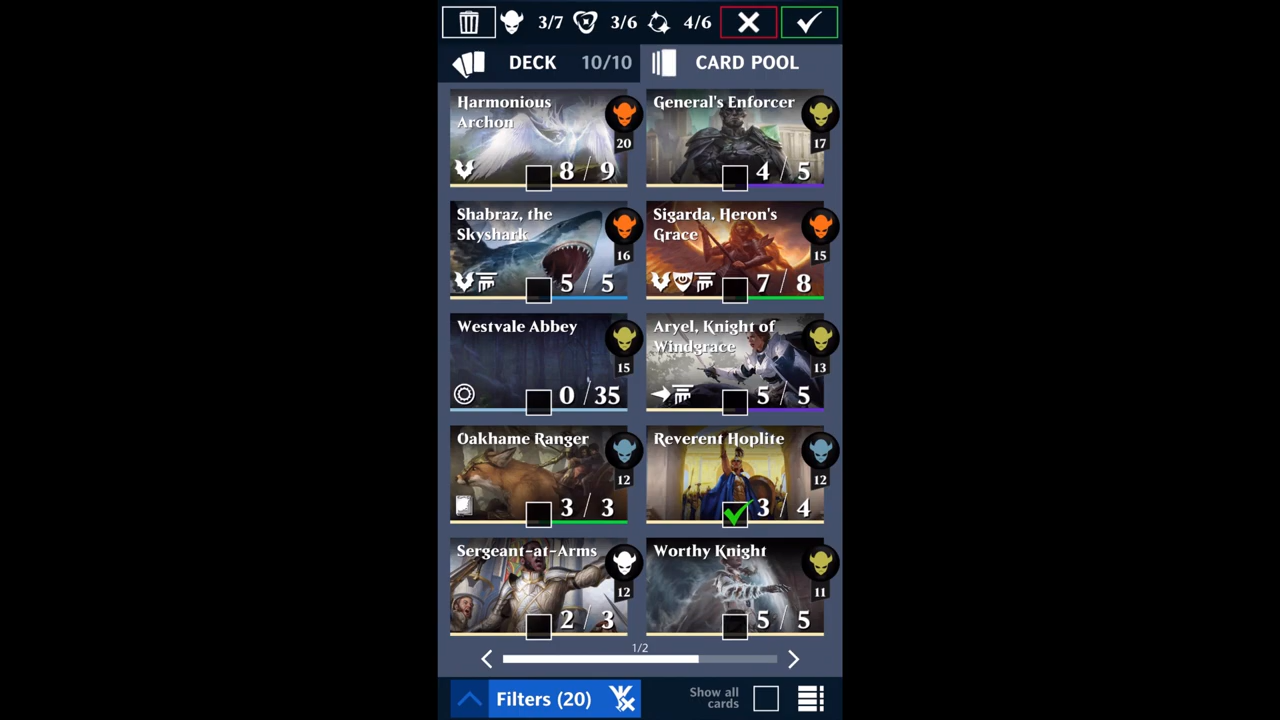 3/7 3/6 4/6
DECK 10/10 CARD POOL
Harmonious
Archon
20
8 / 9
General's Enforcer
17
4 / 5
Shabraz, the
Skyshark
16
5 / 5
Sigarda, Heron's
Grace
15
7 / 8
Westvale Abbey
15
0 / 35
Aryel, Knight of
Windgrace
13
5 / 5
Oakhame Ranger
12
3 / 3
Reverent Hoplite
12
3 / 4
Sergeant-at-Arms
12
2 / 3
Worthy Knight
11
5 / 5
1/2
Filters (20)
Show all
cards